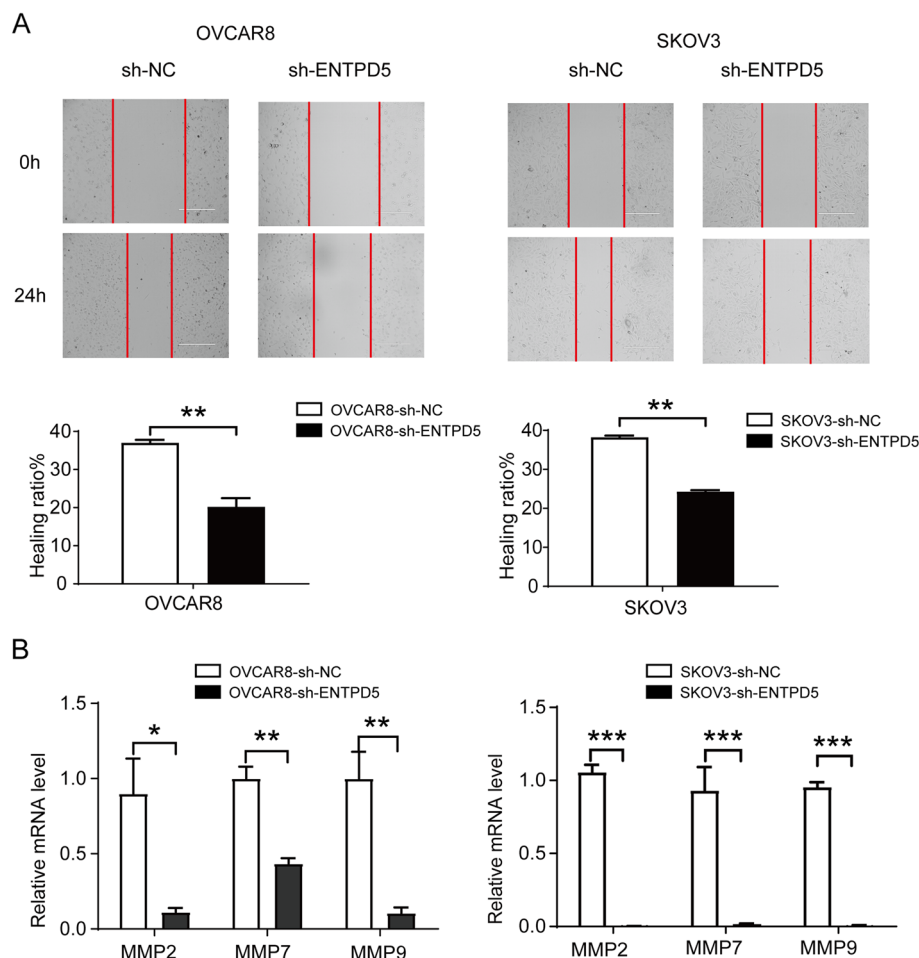 A
OVCAR8
SKOV3
sh-NC
sh-ENTPD5
sh-NC
sh-ENTPD5
0h
24h
Healing ratio%
40
30
20
10
0
**
OVCAR8-sh-NC
OVCAR8-sh-ENTPD5
OVCAR8
Healing ratio%
40
30
20
10
0
**
SKOV3-sh-NC
SKOV3-sh-ENTPD5
SKOV3
B
OVCAR8-sh-NC
OVCAR8-sh-ENTPD5
Relative mRNA level
1.5
1.0
0.5
0.0
*
**
**
MMP2
MMP7
MMP9
SKOV3-sh-NC
SKOV3-sh-ENTPD5
Relative mRNA level
1.5
1.0
0.5
0.0
***
***
***
MMP2
MMP7
MMP9